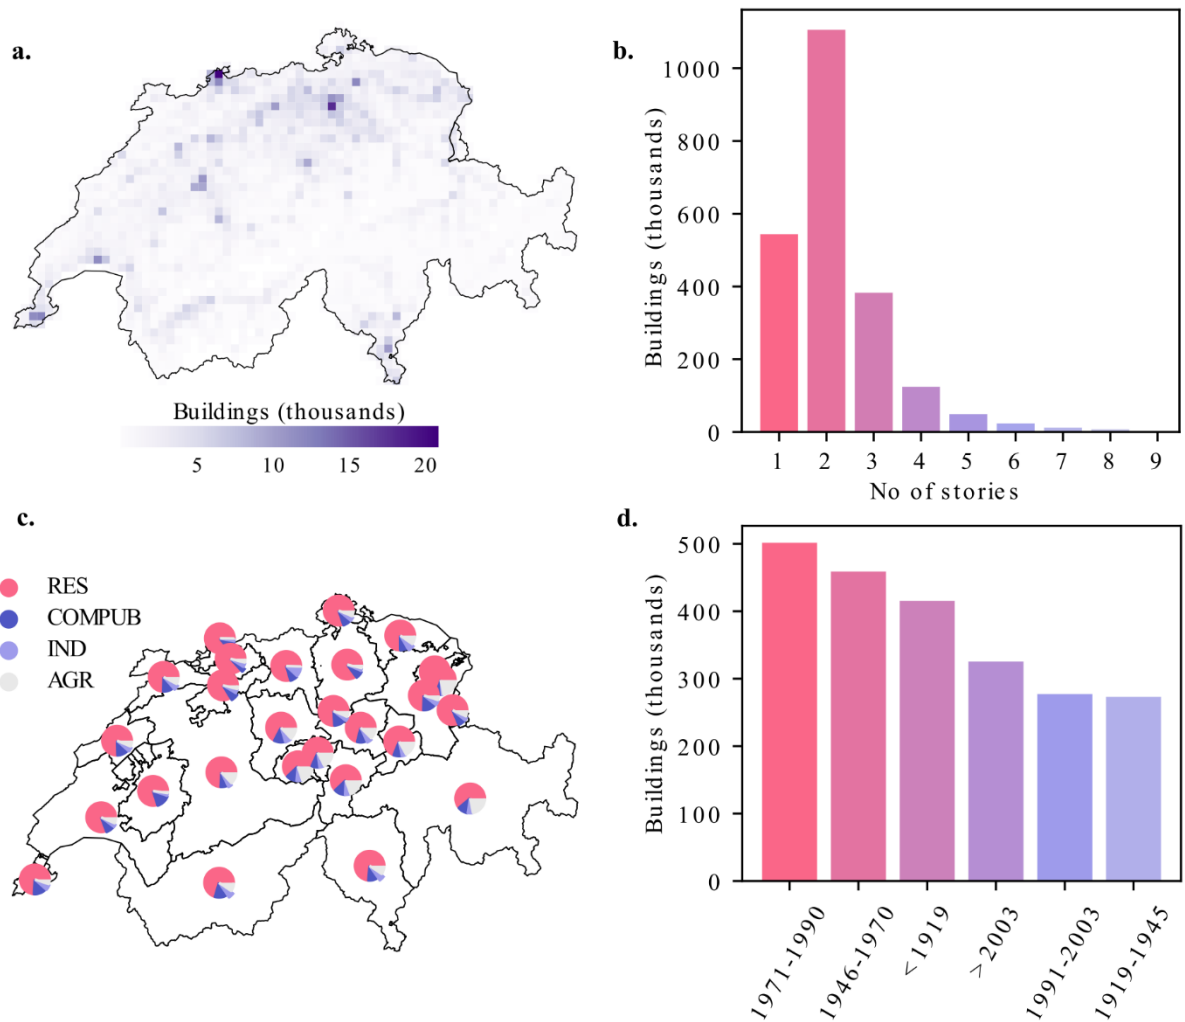 a.
Buildings (thousands)
5 10 15 20
b.
Buildings (thousands)
1000
800
600
400
200
0
1 2 3 4 5 6 7 8 9
No of stories
c.
RES
COMPUB
IND
AGR
d.
Buildings (thousands)
500
400
300
200
100
0
1971-1990
1946-1970
< 1919
> 2003
1991-2003
1919-1945